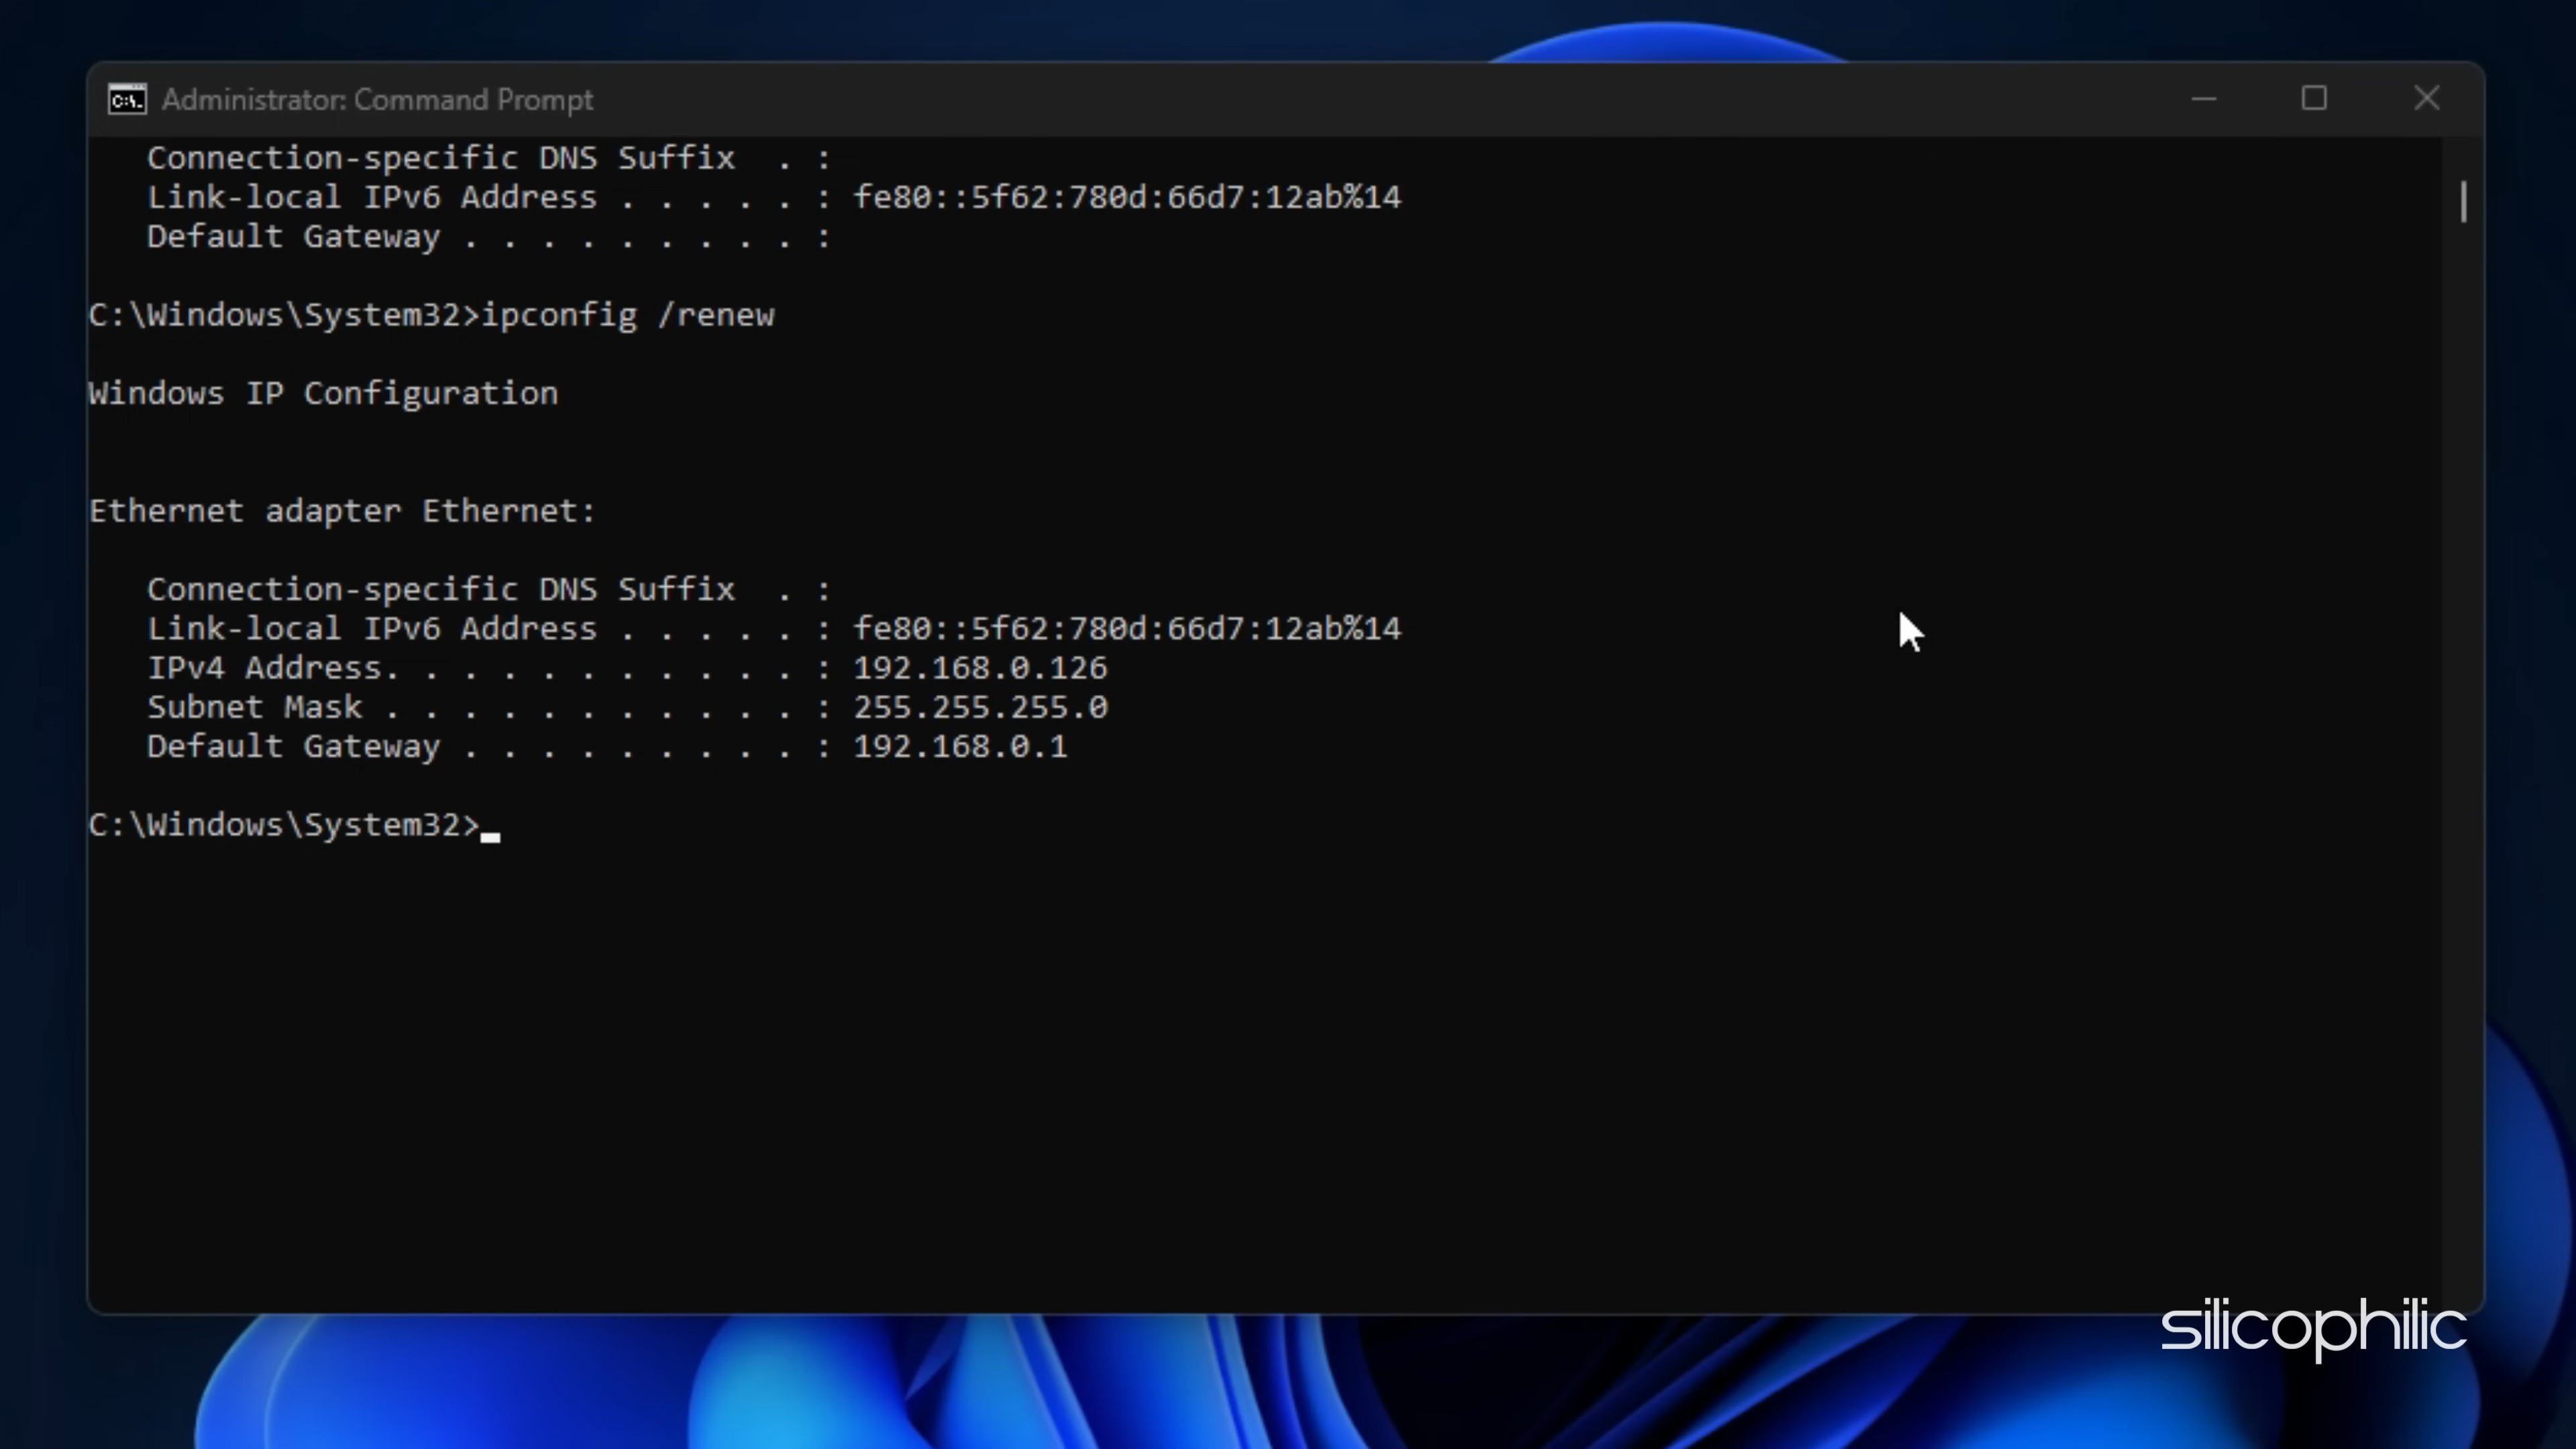 Administrator: Command Prompt
Connection-specific DNS Suffix  . :
Link-local IPv6 Address . . . . . : fe80::5f62:780d:66d7:12ab%14
Default Gateway . . . . . . . . . :
C:\Windows\System32>ipconfig /renew
Windows IP Configuration
Ethernet adapter Ethernet:
Connection-specific DNS Suffix  . :
Link-local IPv6 Address . . . . . : fe80::5f62:780d:66d7:12ab%14
IPv4 Address. . . . . . . . . . . : 192.168.0.126
Subnet Mask . . . . . . . . . . . : 255.255.255.0
Default Gateway . . . . . . . . . : 192.168.0.1
C:\Windows\System32>
silicophilic